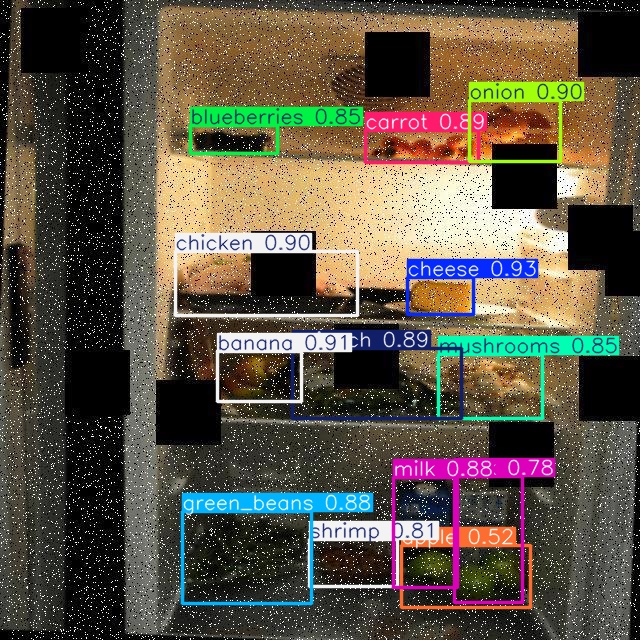 onion 0.90
blueberries 0.85
carrot 0.89
chicken 0.90
cheese 0.93
banana 0.91
ch 0.89
mushrooms 0.85
milk 0.88
0.78
green_beans 0.88
shrimp 0.81
apple 0.52